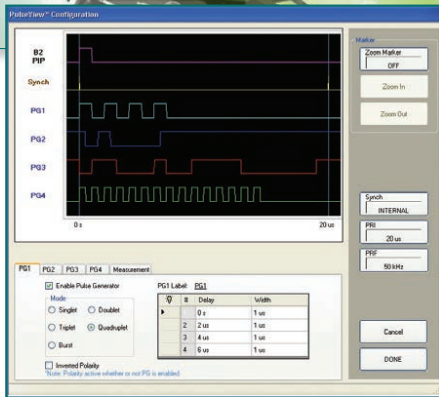 PulseView™ Configuration
B2
PIP
Synch
PG1
PG2
PG3
PG4
0 s
20 us
Marker
Zoom Marker
OFF
Zoom In
Zoom Out
Synch
INTERNAL
PRI
20 us
PRF
50 kHz
Cancel
DONE
PG1 PG2 PG3 PG4 Measurement
Enable Pulse Generator
Mode
Singlet Doublet
Triplet Quadruplet
Burst
Inverted Polarity
*Note: Polarity active whether or not PG is enabled.
PG1 Label: PG1
# Delay Width
0 s 1 us
2 2 us 1 us
3 4 us 1 us
4 6 us 1 us